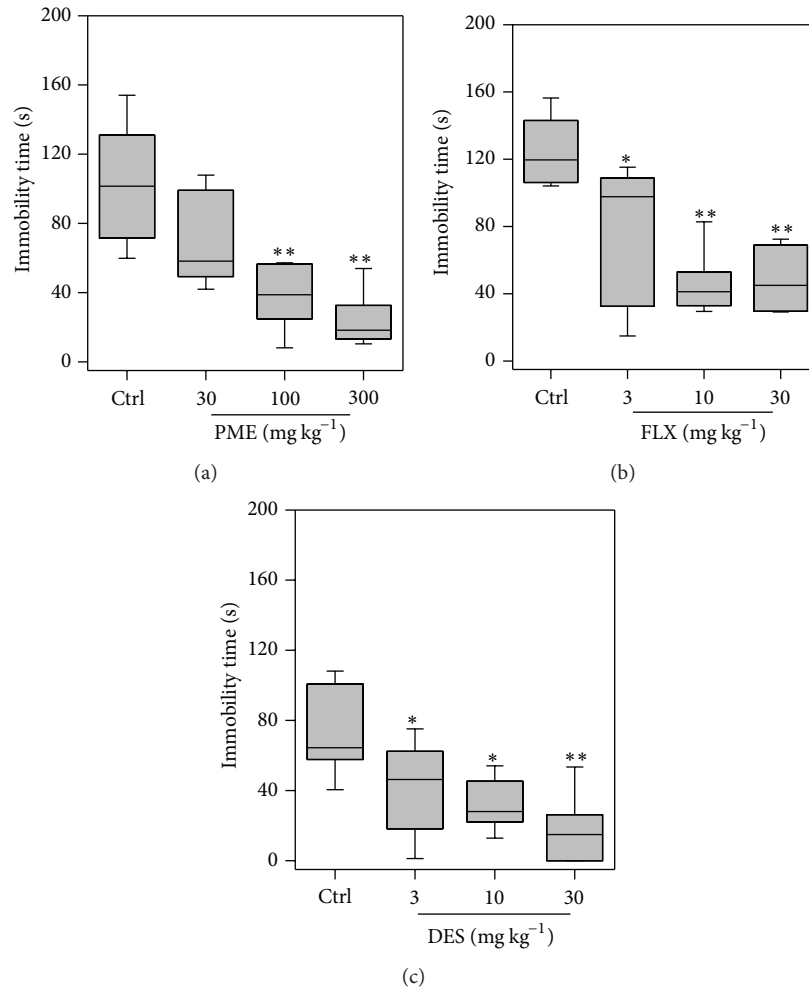 200
160
120
80
40
0
Immobility time (s)
**
**
Ctrl 30 100 300
PME (mg kg⁻¹)
(a)
200
160
120
80
40
0
Immobility time (s)
*
**
**
Ctrl 3 10 30
FLX (mg kg⁻¹)
(b)
200
160
120
80
40
0
Immobility time (s)
*
*
**
Ctrl 3 10 30
DES (mg kg⁻¹)
(c)